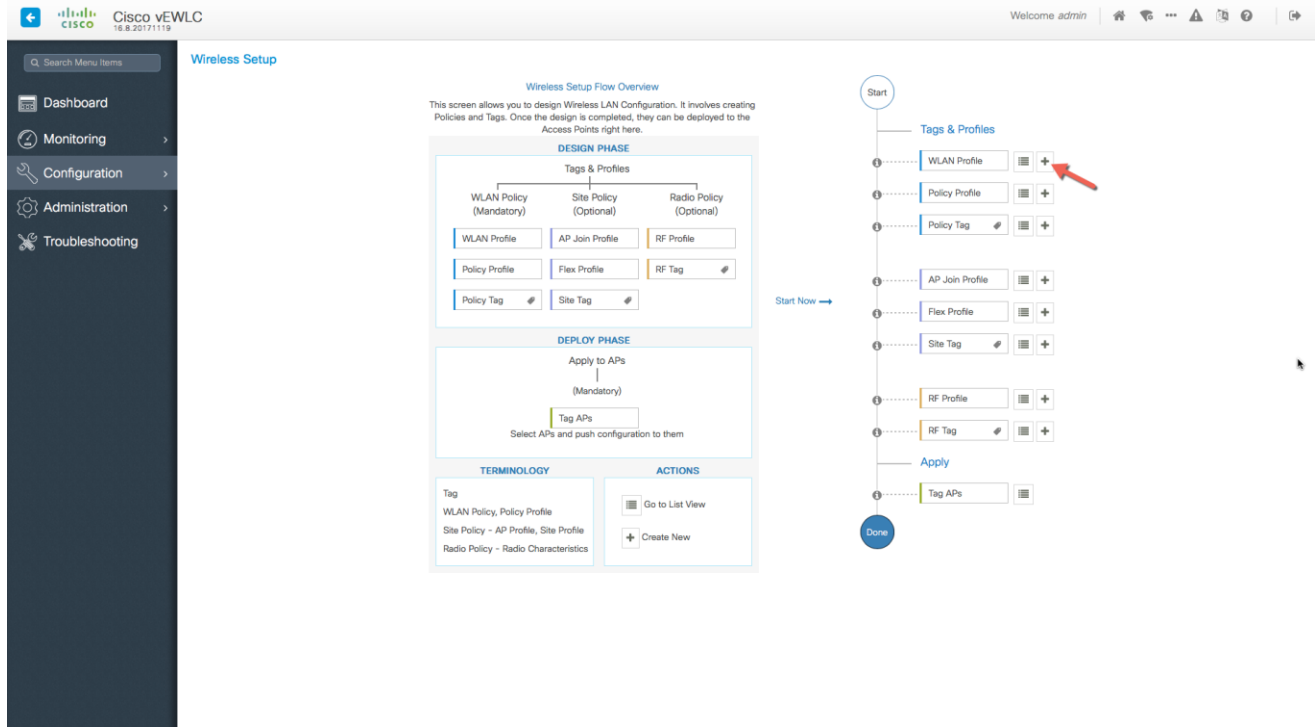 CISCO
Cisco vEWLC
16.8.20171119
Welcome admin
Search Menu Items
Dashboard
Monitoring
Configuration
Administration
Troubleshooting
Wireless Setup
Wireless Setup Flow Overview
This screen allows you to design Wireless LAN Configuration. It involves creating
Policies and Tags. Once the design is completed, they can be deployed to the
Access Points right here.
DESIGN PHASE
Tags & Profiles
WLAN Policy
(Mandatory)
Site Policy
(Optional)
Radio Policy
(Optional)
WLAN Profile
AP Join Profile
RF Profile
Policy Profile
Flex Profile
RF Tag
Policy Tag
Site Tag
DEPLOY PHASE
Apply to APs
(Mandatory)
Tag APs
Select APs and push configuration to them
TERMINOLOGY
Tag
WLAN Policy, Policy Profile
Site Policy - AP Profile, Site Profile
Radio Policy - Radio Characteristics
ACTIONS
Go to List View
Create New
Start Now
Start
Tags & Profiles
WLAN Profile
Policy Profile
Policy Tag
AP Join Profile
Flex Profile
Site Tag
RF Profile
RF Tag
Apply
Tag APs
Done